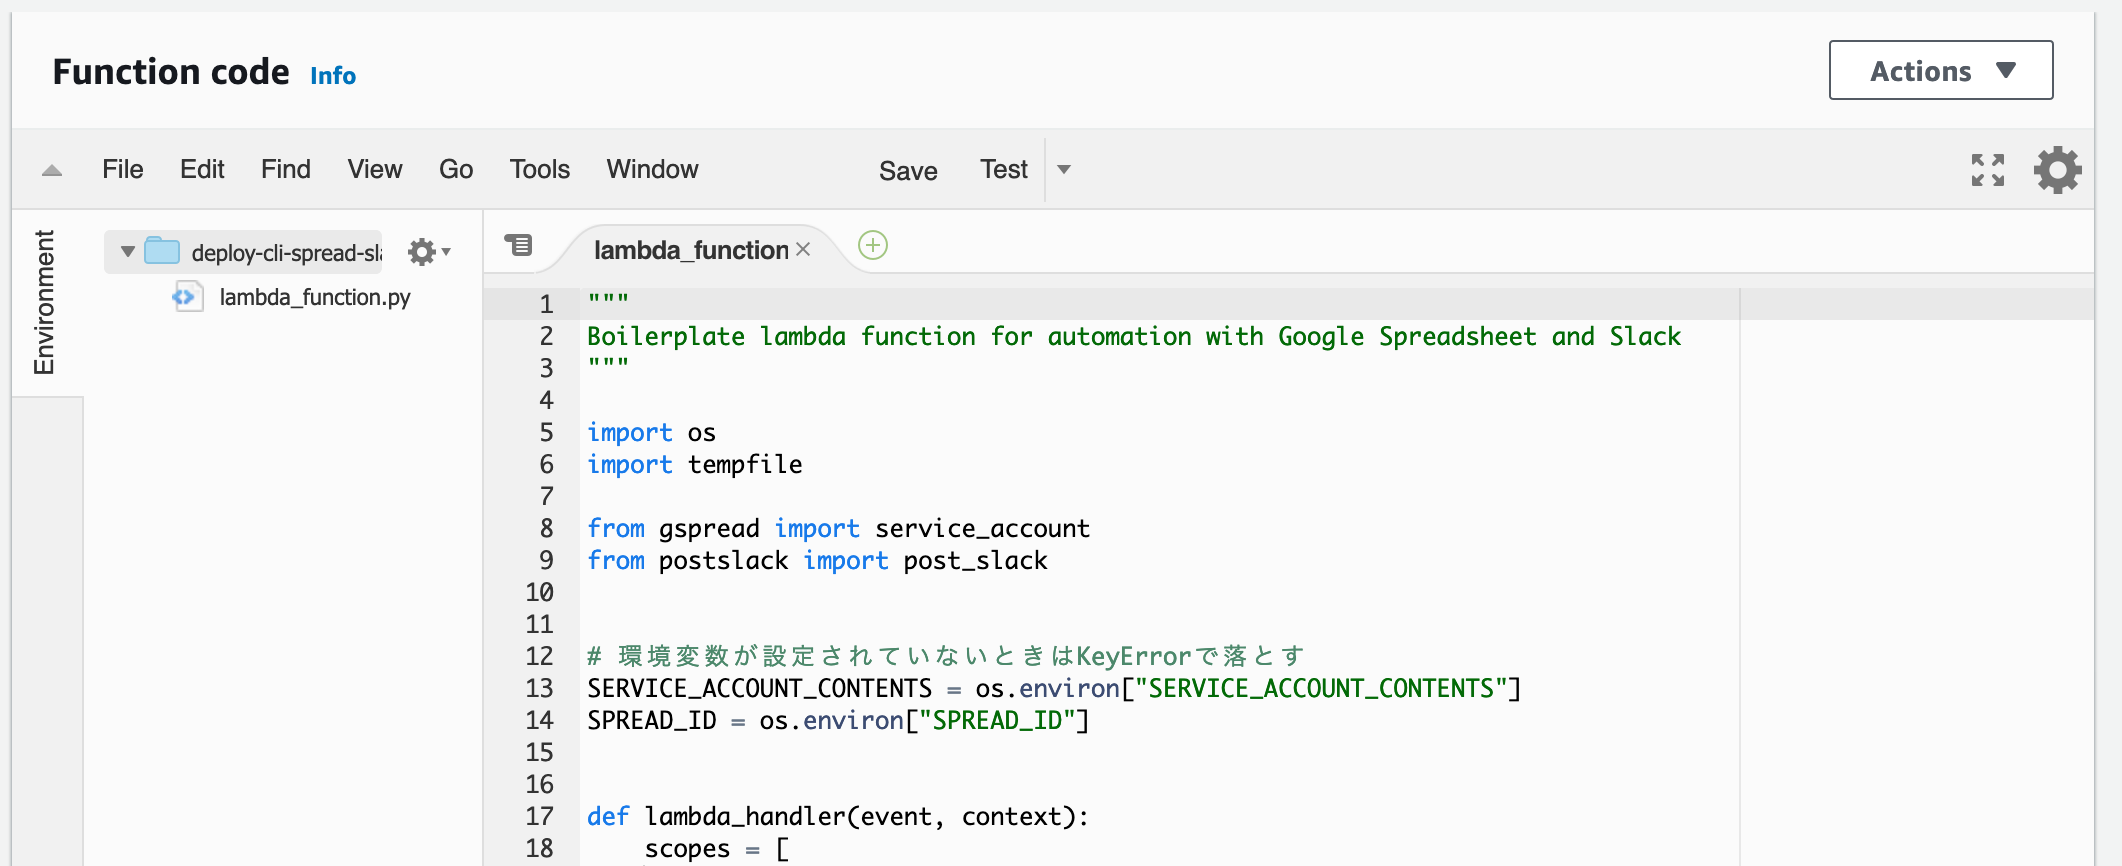 Function code Info
Actions
File Edit Find View Go Tools Window Save Test
Environment
deploy-cli-spread-sl
lambda_function.py
lambda_function
1 """
2 Boilerplate lambda function for automation with Google Spreadsheet and Slack
3 """
4
5 import os
6 import tempfile
7
8 from gspread import service_account
9 from postslack import post_slack
10
11
12 # 環境変数が設定されていないときはKeyErrorで落とす
13 SERVICE_ACCOUNT_CONTENTS = os.environ["SERVICE_ACCOUNT_CONTENTS"]
14 SPREAD_ID = os.environ["SPREAD_ID"]
15
16
17 def lambda_handler(event, context):
18     scopes = [